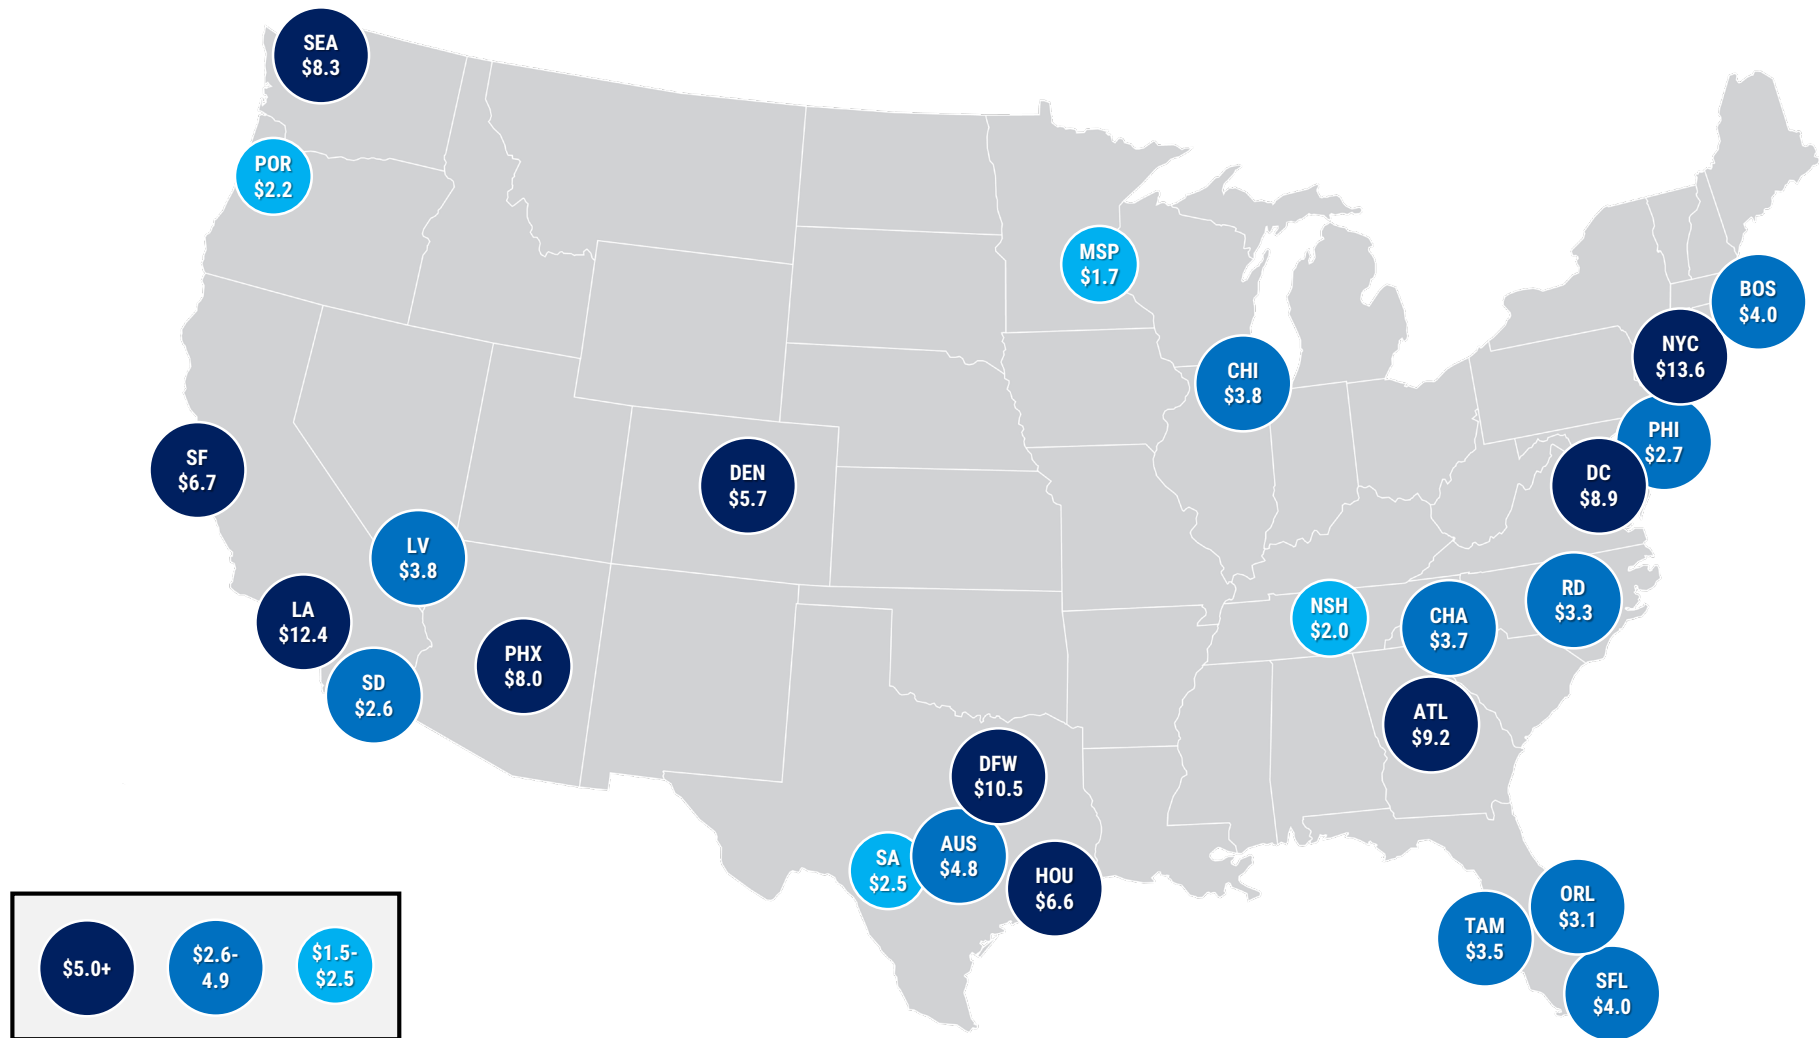 SEA
$8.3
POR
$2.2
MSP
$1.7
BOS
$4.0
NYC
$13.6
CHI
$3.8
PHI
$2.7
SF
$6.7
DEN
$5.7
DC
$8.9
LV
$3.8
RD
$3.3
LA
$12.4
NSH
$2.0
CHA
$3.7
PHX
$8.0
SD
$2.6
ATL
$9.2
DFW
$10.5
SA
$2.5
AUS
$4.8
HOU
$6.6
ORL
$3.1
TAM
$3.5
SFL
$4.0
$5.0+
$2.6-
4.9
$1.5-
$2.5